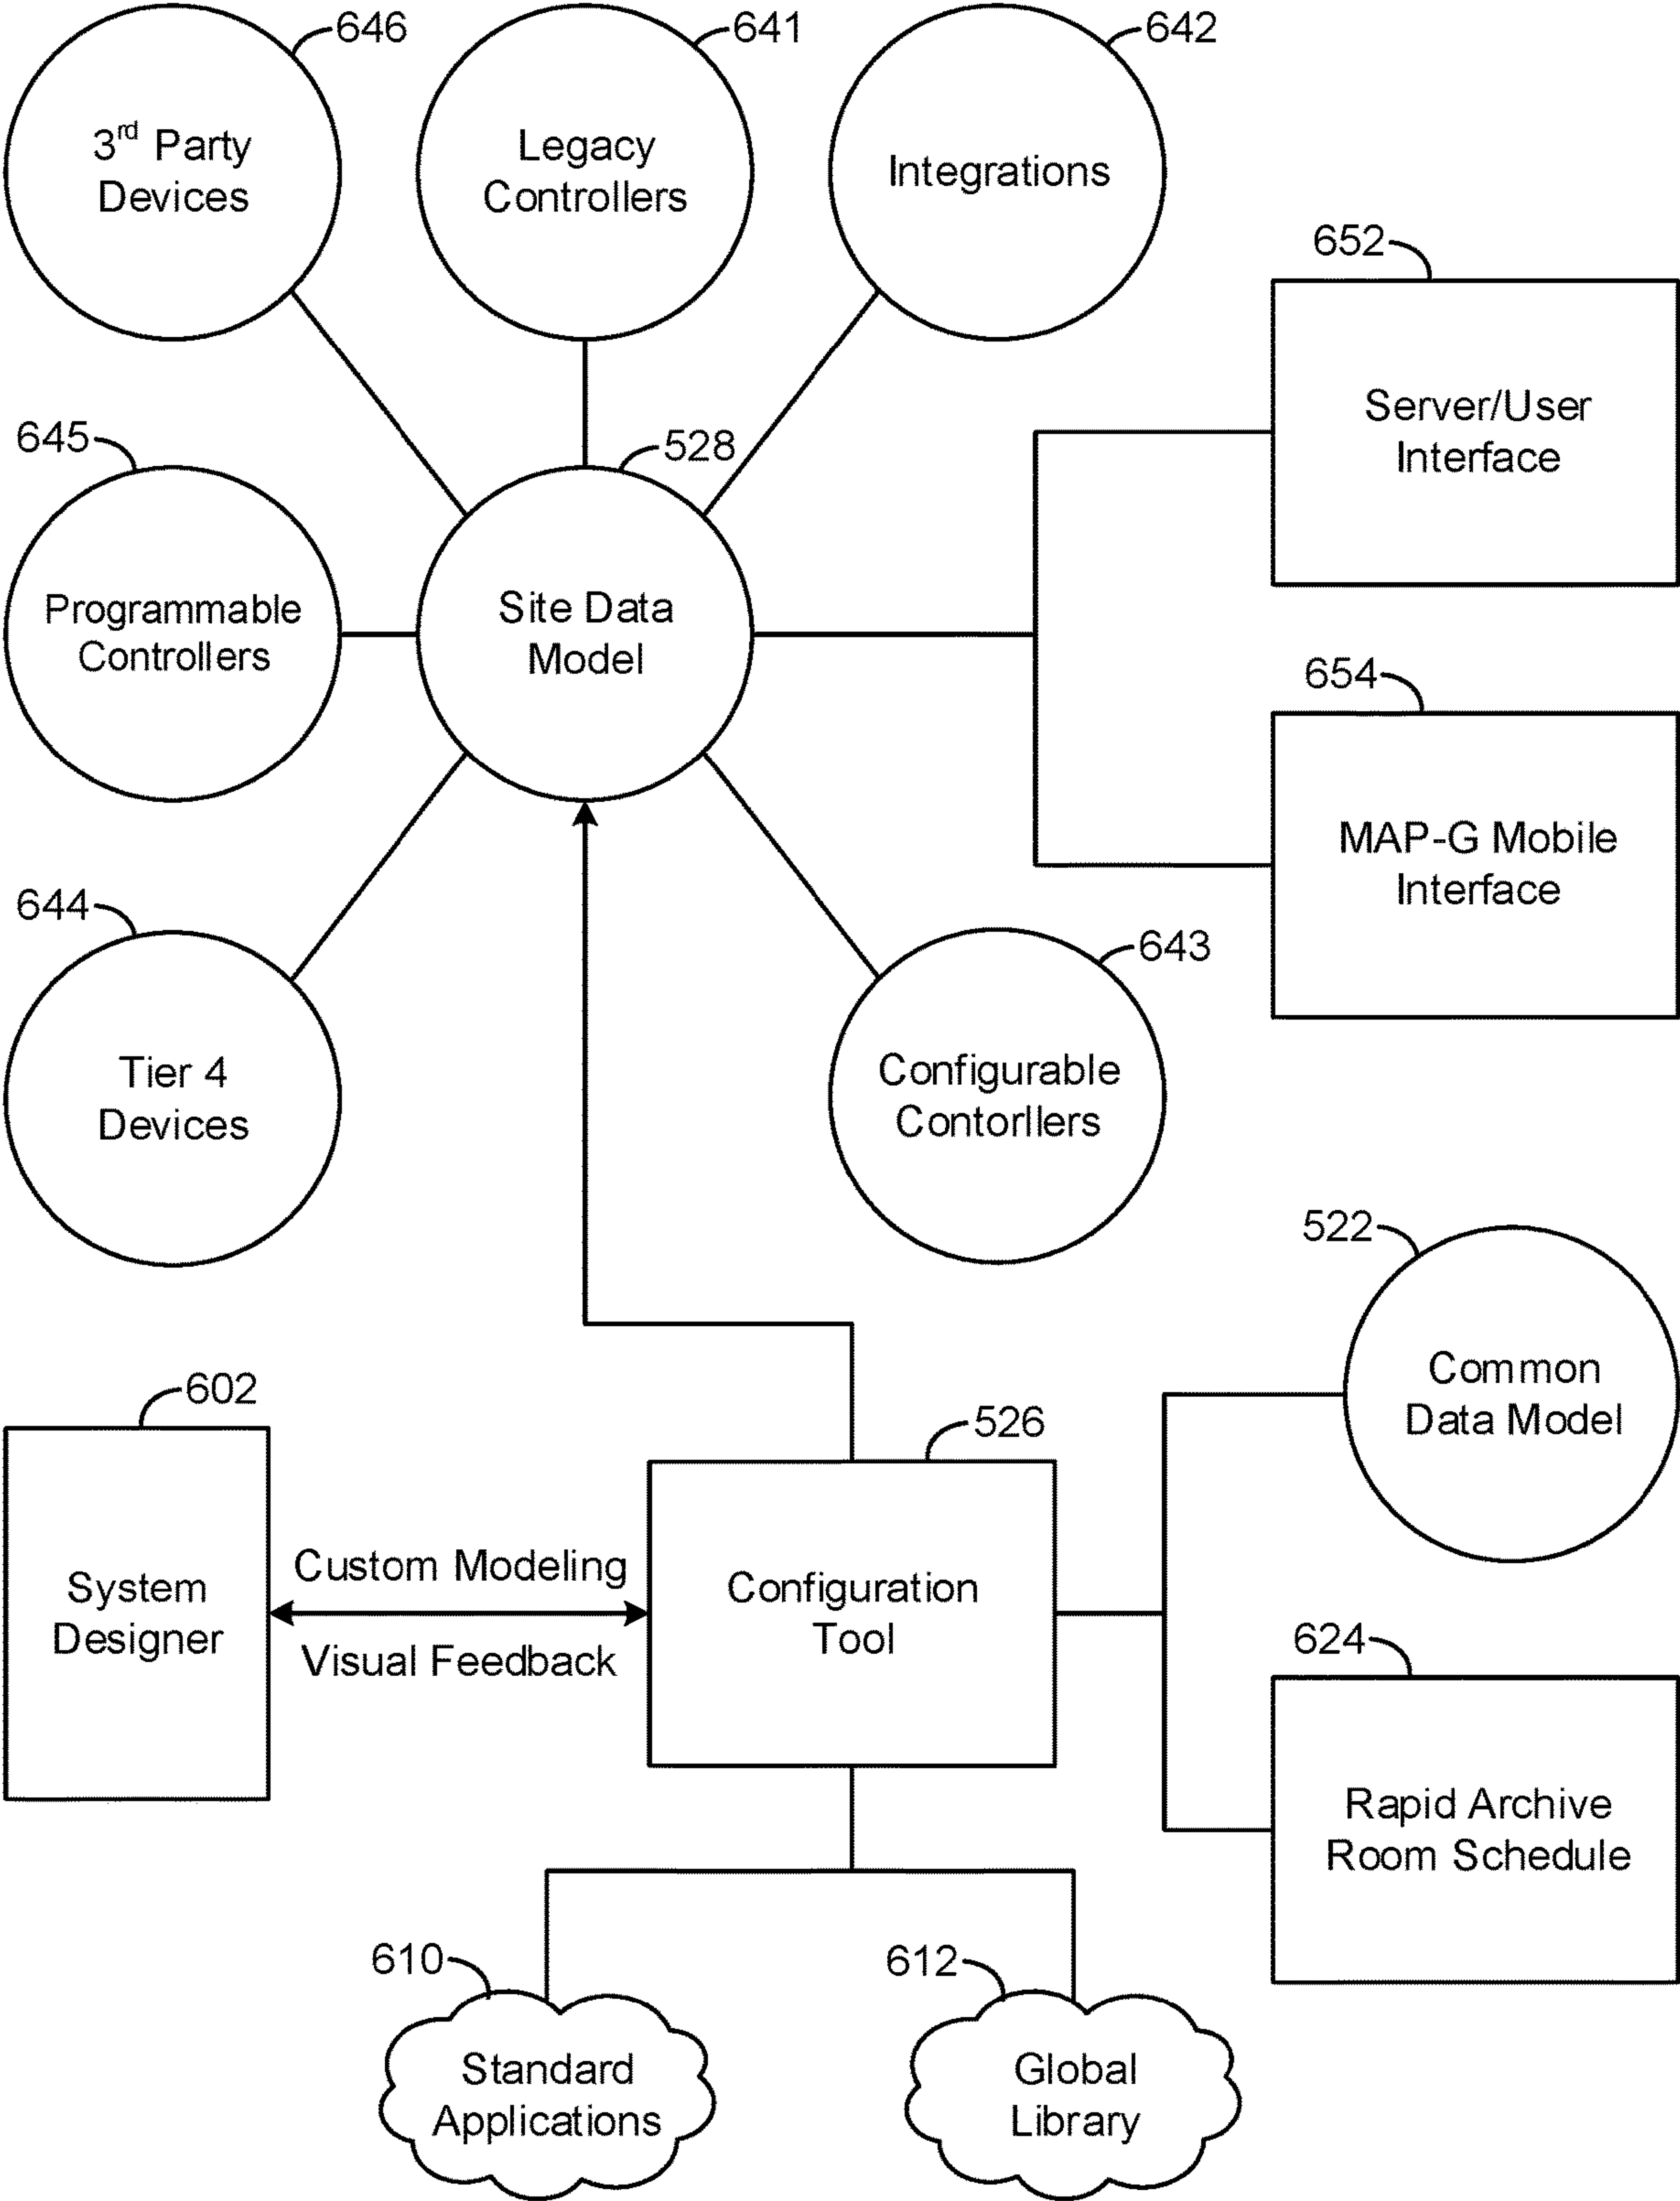 646
641
642
3rd Party
Devices
Legacy
Controllers
Integrations
652
Server/User
Interface
645
528
Programmable
Controllers
Site Data
Model
654
MAP-G Mobile
Interface
644
643
Tier 4
Devices
Configurable
Contorllers
522
Common
Data Model
602
526
System
Designer
Custom Modeling
Visual Feedback
Configuration
Tool
624
Rapid Archive
Room Schedule
610
612
Standard
Applications
Global
Library